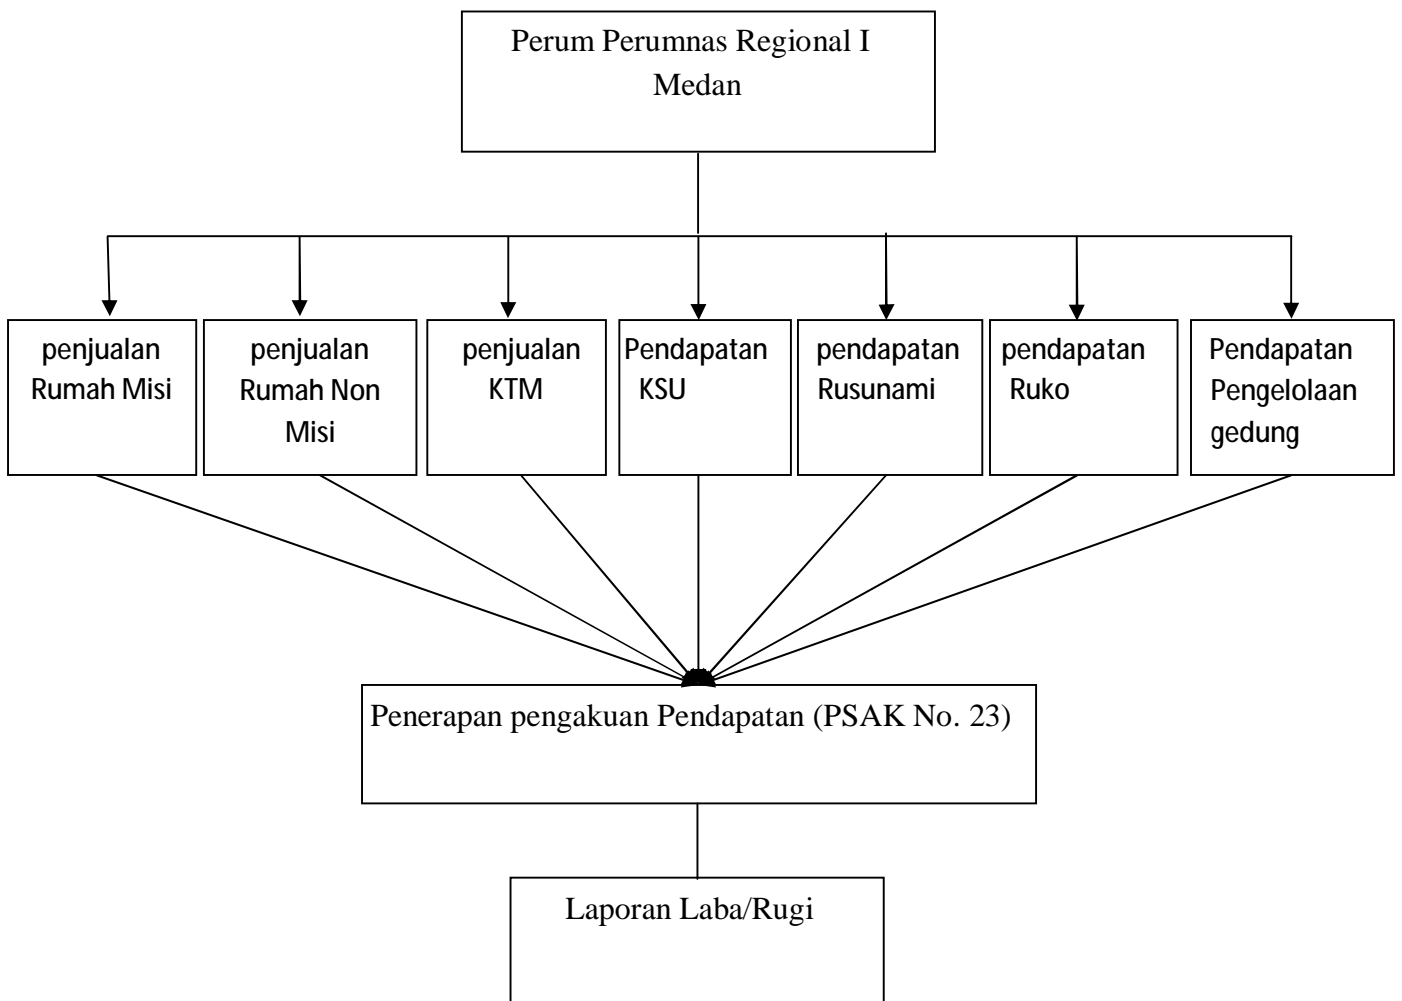 Perum Perumnas Regional I
Medan
penjualan
Rumah Misi
penjualan
Rumah Non
Misi
penjualan
KTM
Pendapatan
KSU
pendapatan
Rusunami
pendapatan
Ruko
Pendapatan
Pengelolaan
gedung
Penerapan pengakuan Pendapatan (PSAK No. 23)
Laporan Laba/Rugi